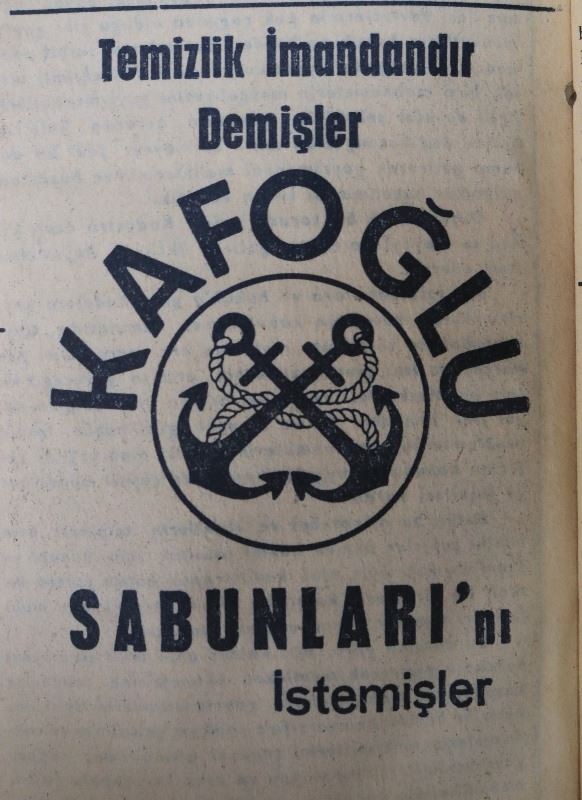 Temizlik İmandandır
Demişler
KAFOĞLU
SABUNLARI'nı
İstemişler